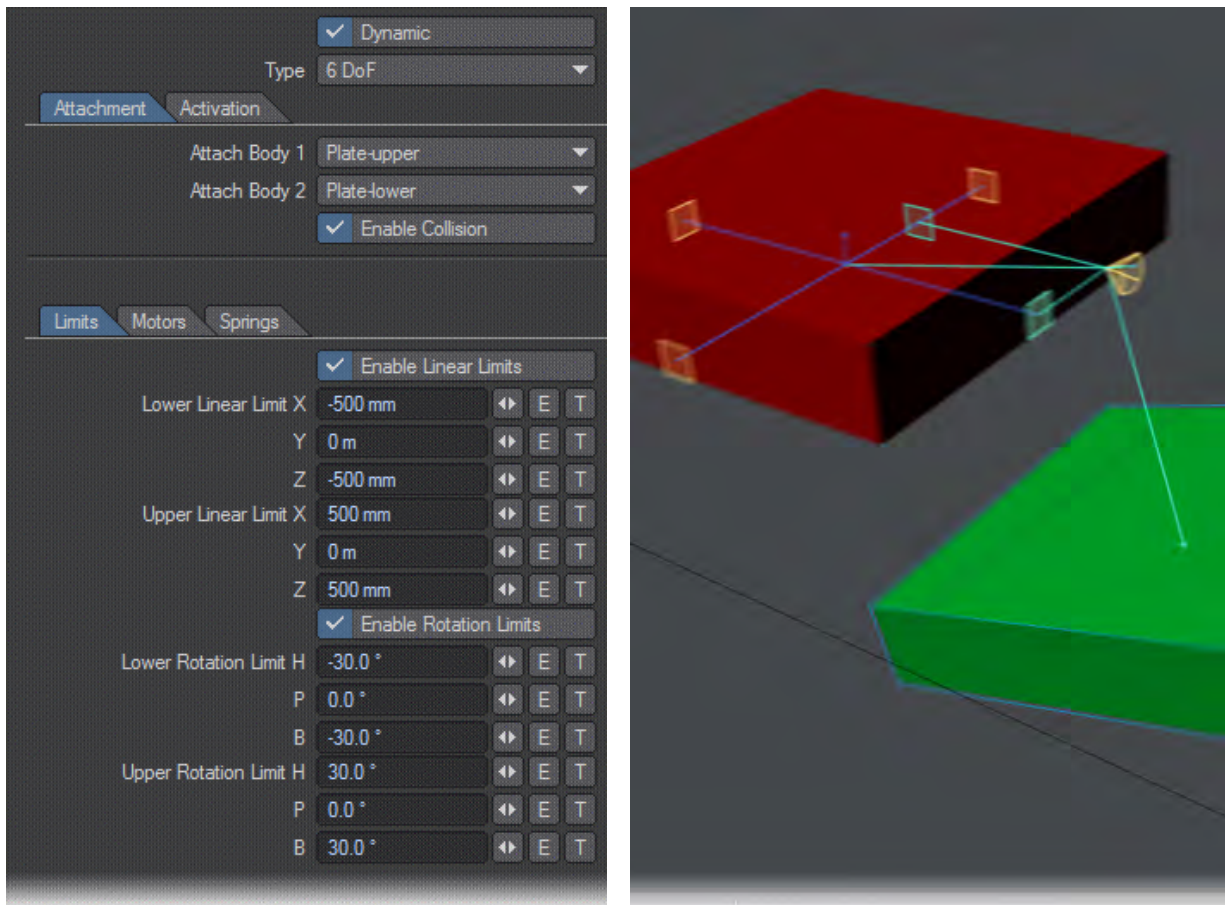 Dynamic
Type 6 DoF
Attachment Activation
Attach Body 1 Plate-upper
Attach Body 2 Plate-lower
Enable Collision
Limits Motors Springs
Enable Linear Limits
Lower Linear Limit X -500 mm E T
Y 0 m E T
Z -500 mm E T
Upper Linear Limit X 500 mm E T
Y 0 m E T
Z 500 mm E T
Enable Rotation Limits
Lower Rotation Limit H -30.0 ° E T
P 0.0 ° E T
B -30.0 ° E T
Upper Rotation Limit H 30.0 ° E T
P 0.0 ° E T
B 30.0 ° E T